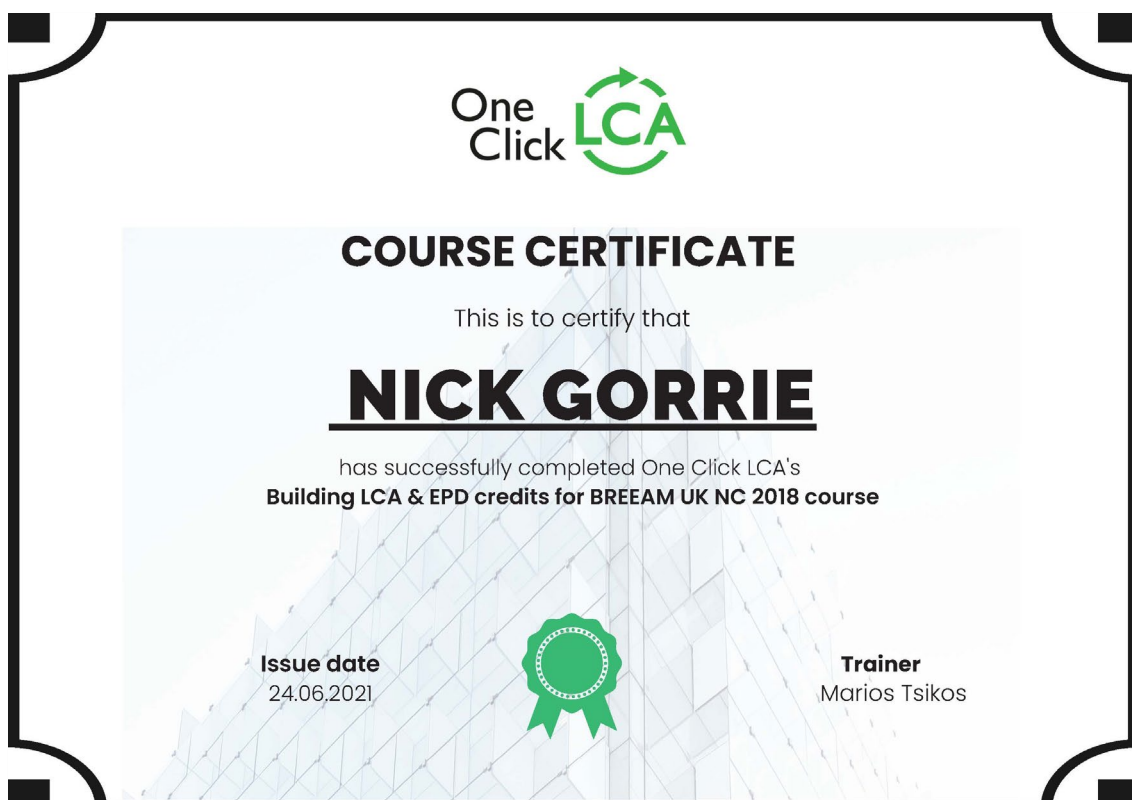 One
Click
LCA
COURSE CERTIFICATE
This is to certify that
NICK GORRIE
has successfully completed One Click LCA's
Building LCA & EPD credits for BREEAM UK NC 2018 course
Issue date
24.06.2021
Trainer
Marios Tsikos